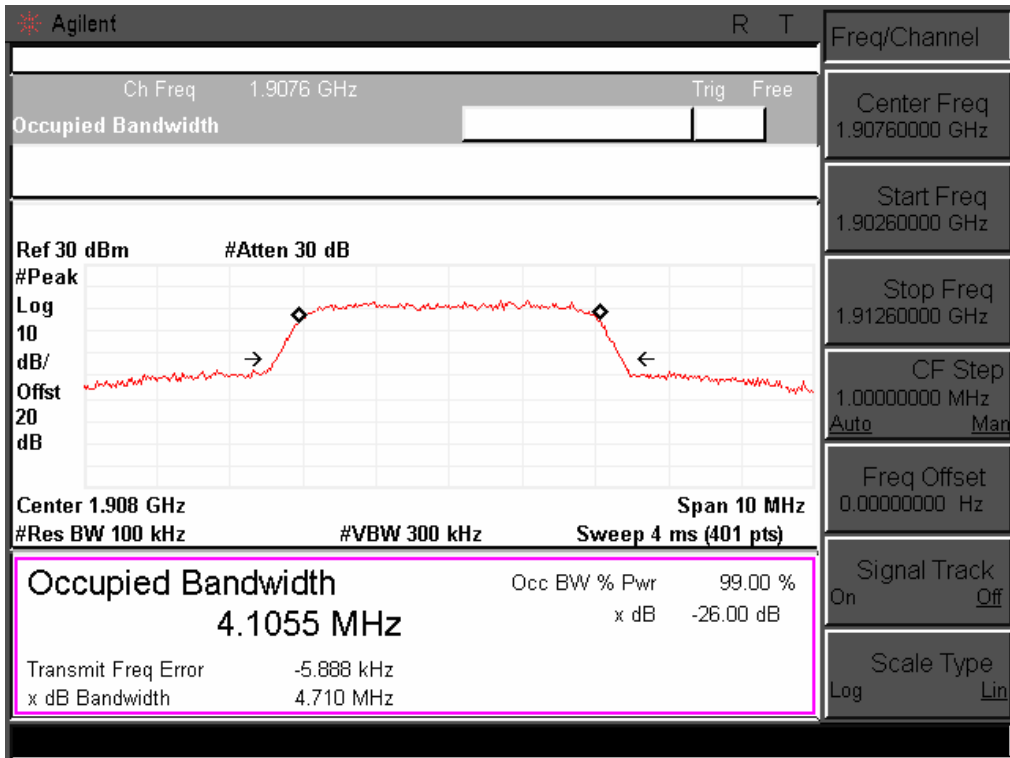 Agilent R T
Ch Freq 1.9076 GHz Trig Free
Occupied Bandwidth
Ref 30 dBm #Atten 30 dB
#Peak
Log
10
dB/
Offst
20
dB
Center 1.908 GHz Span 10 MHz
#Res BW 100 kHz #VBW 300 kHz Sweep 4 ms (401 pts)
Occupied Bandwidth Occ BW % Pwr 99.00 %
4.1055 MHz x dB -26.00 dB
Transmit Freq Error -5.888 kHz
x dB Bandwidth 4.710 MHz
Freq/Channel
Center Freq
1.90760000 GHz
Start Freq
1.90260000 GHz
Stop Freq
1.91260000 GHz
CF Step
1.00000000 MHz
Auto Man
Freq Offset
0.00000000 Hz
Signal Track
On Off
Scale Type
Log Lin